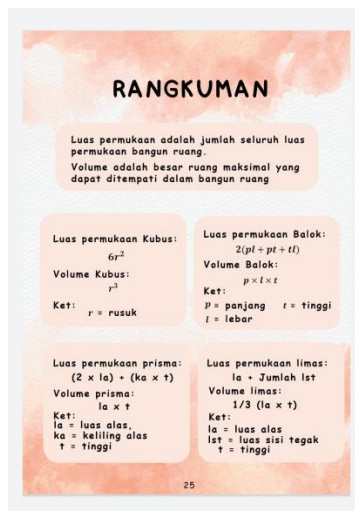 RANGKUMAN
Luas permukaan adalah jumlah seluruh luas
permukaan bangun ruang.
Volume adalah besar ruang maksimal yang
dapat ditempati dalam bangun ruang
Luas permukaan Kubus:
6r²
Volume Kubus:
r³
Ket:
r = rusuk
Luas permukaan Balok:
2(pl + pt + tl)
Volume Balok:
p × l × t
Ket:
p = panjang t = tinggi
l = lebar
Luas permukaan prisma:
(2 x la) + (ka x t)
Volume prisma:
la x t
Ket:
la = luas alas,
ka = keliling alas
t = tinggi
Luas permukaan limas:
la + Jumlah lst
Volume limas:
1/3 (la x t)
Ket:
la = luas alas
lst = luas sisi tegak
t = tinggi
25